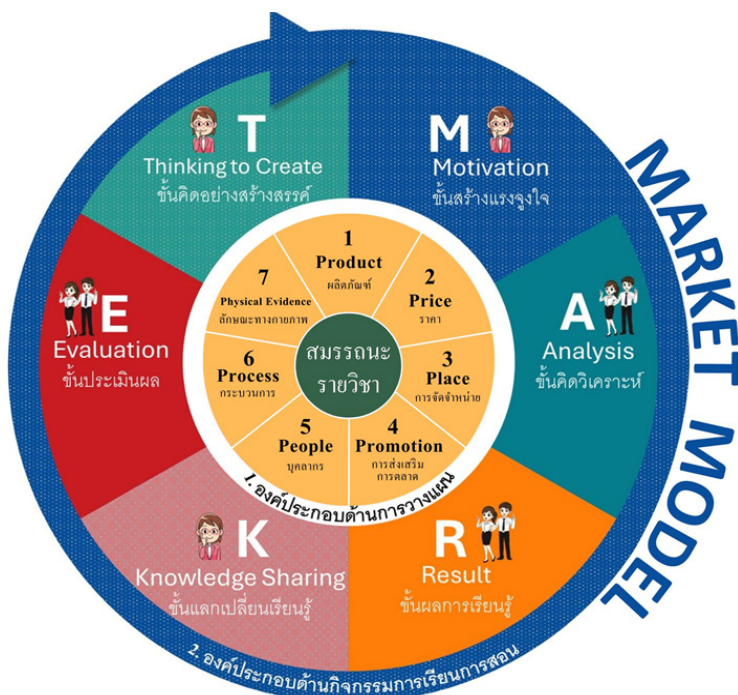 MARKET MODEL
M
Motivation
ขั้นสร้างแรงจูงใจ
A
Analysis
ขั้นคิดวิเคราะห์
R
Result
ขั้นผลการเรียนรู้
K
Knowledge Sharing
ขั้นแลกเปลี่ยนเรียนรู้
E
Evaluation
ขั้นประเมินผล
T
Thinking to Create
ขั้นคิดอย่างสร้างสรรค์
1
Product
ผลิตภัณฑ์
2
Price
ราคา
3
Place
การจัดจำหน่าย
4
Promotion
การส่งเสริม
การตลาด
5
People
บุคลากร
6
Process
กระบวนการ
7
Physical Evidence
ลักษณะทางกายภาพ
สมรรถนะ
รายวิชา
1. องค์ประกอบด้านการวางแผน
2. องค์ประกอบด้านกิจกรรมการเรียนการสอน